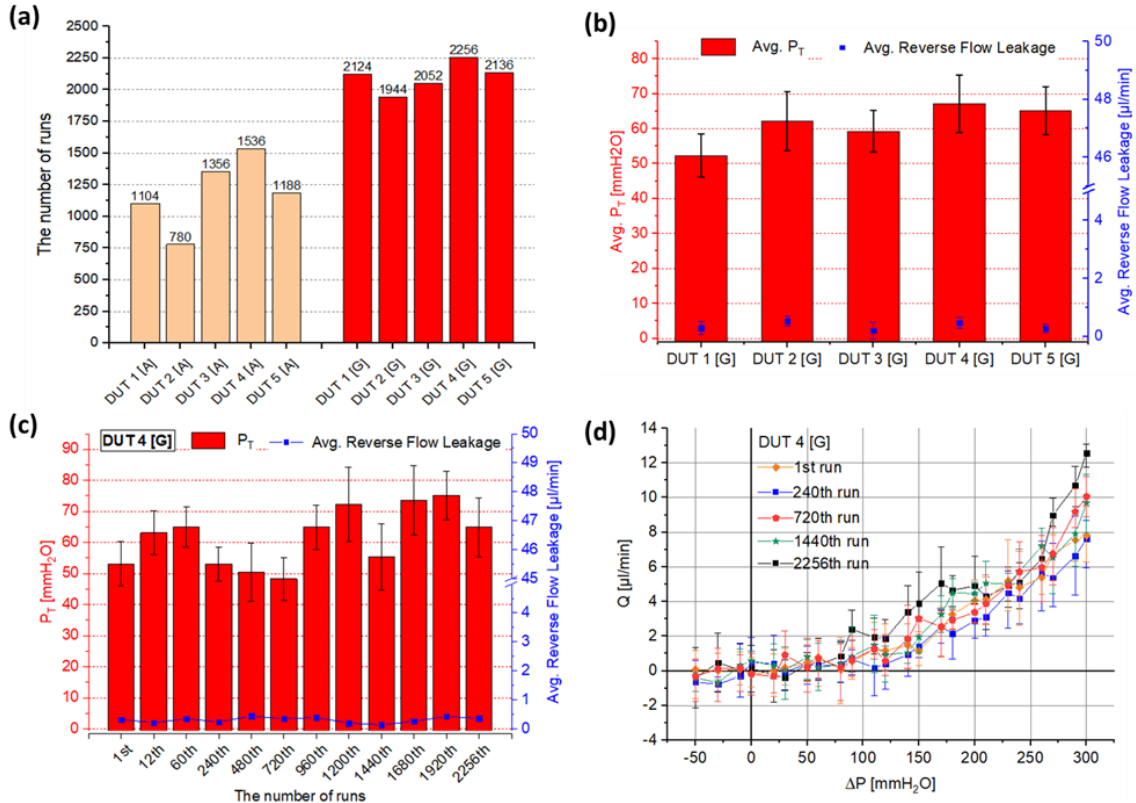 (a)
The number of runs
2500
2250
2000
1750
1500
1250
1000
750
500
250
0
1104
780
1356
1536
1188
2124
1944
2052
2256
2136
DUT 1 [A]
DUT 2 [A]
DUT 3 [A]
DUT 4 [A]
DUT 5 [A]
DUT 1 [G]
DUT 2 [G]
DUT 3 [G]
DUT 4 [G]
DUT 5 [G]
(b)
Avg. P_T
Avg. Reverse Flow Leakage
Avg. P_T [mmH2O]
80
70
60
50
40
30
20
10
0
50
48
46
4
2
0
Avg. Reverse Flow Leakage [µl/min]
DUT 1 [G]
DUT 2 [G]
DUT 3 [G]
DUT 4 [G]
DUT 5 [G]
(c)
DUT 4 [G]
P_T
Avg. Reverse Flow Leakage
P_T [mmH₂O]
95
90
80
70
60
50
40
30
20
10
0
50
49
48
47
46
45
5
4
3
2
1
0
Avg. Reverse Flow Leakage [µl/min]
1st
12th
60th
240th
480th
720th
960th
1200th
1440th
1680th
1920th
2256th
The number of runs
(d)
DUT 4 [G]
1st run
240th run
720th run
1440th run
2256th run
Q [µl/min]
14
12
10
8
6
4
2
0
-2
-4
-50
0
50
100
150
200
250
300
ΔP [mmH2O]